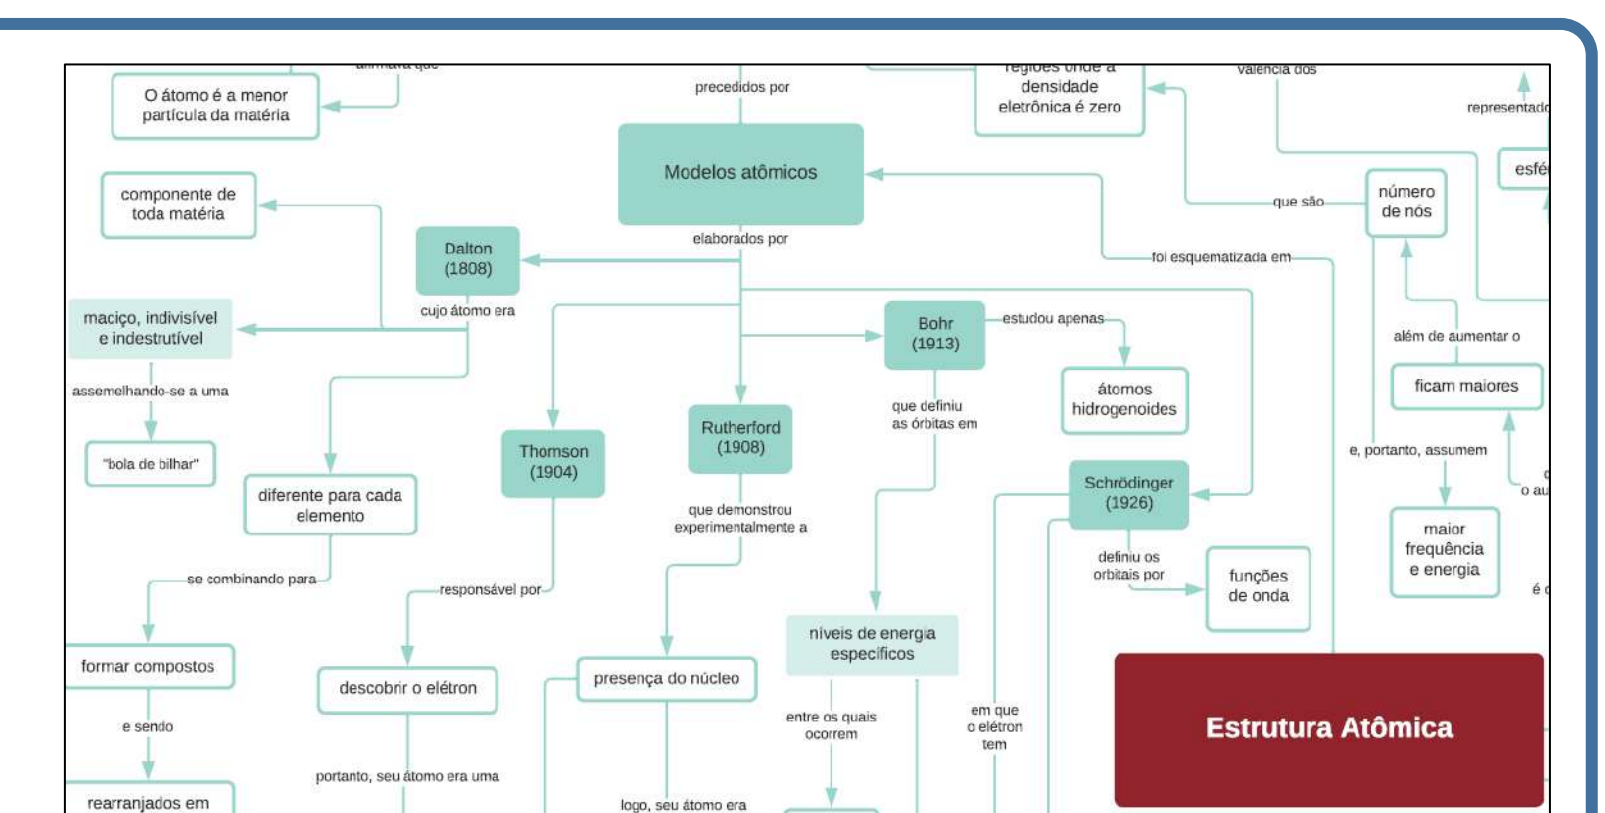 afirmava que
O átomo é a menor
partícula da matéria
precedidos por
regiões onde a
densidade
eletrônica é zero
valência dos
Modelos atômicos
componente de
toda matéria
que são
número
de nós
elaborados por
Dalton
(1808)
foi esquematizada em
cujo átomo era
maciço, indivisível
e indestrutível
Bohr
(1913)
estudou apenas
além de aumentar o
assemelhando-se a uma
átomos
hidrogenoides
ficam maiores
que definiu
as órbitas em
Rutherford
(1908)
Thomson
(1904)
"bola de bilhar"
e, portanto, assumem
Schrödinger
(1926)
diferente para cada
elemento
que demonstrou
experimentalmente a
maior
frequência
e energia
definiu os
orbitais por
funções
de onda
se combinando para
responsável por
níveis de energia
específicos
formar compostos
descobrir o elétron
presença do núcleo
entre os quais
ocorrem
em que
o elétron
tem
Estrutura Atômica
e sendo
portanto, seu átomo era uma
rearranjados em
logo, seu átomo era